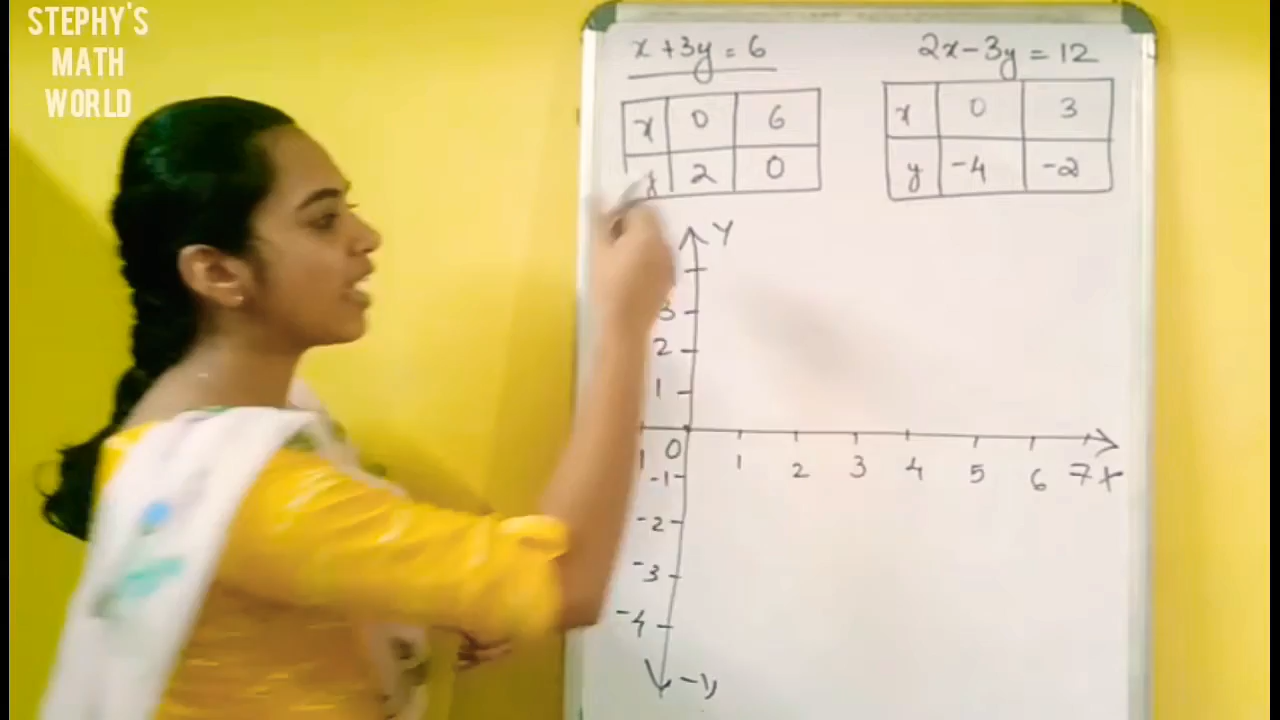 STEPHY'S
MATH
WORLD
x + 3y = 6
x 0 6
y 2 0
2x - 3y = 12
x 0 3
y -4 -2
Y
3
2
1
0
1 2 3 4 5 6 7 X
-1
-2
-3
-4
-y